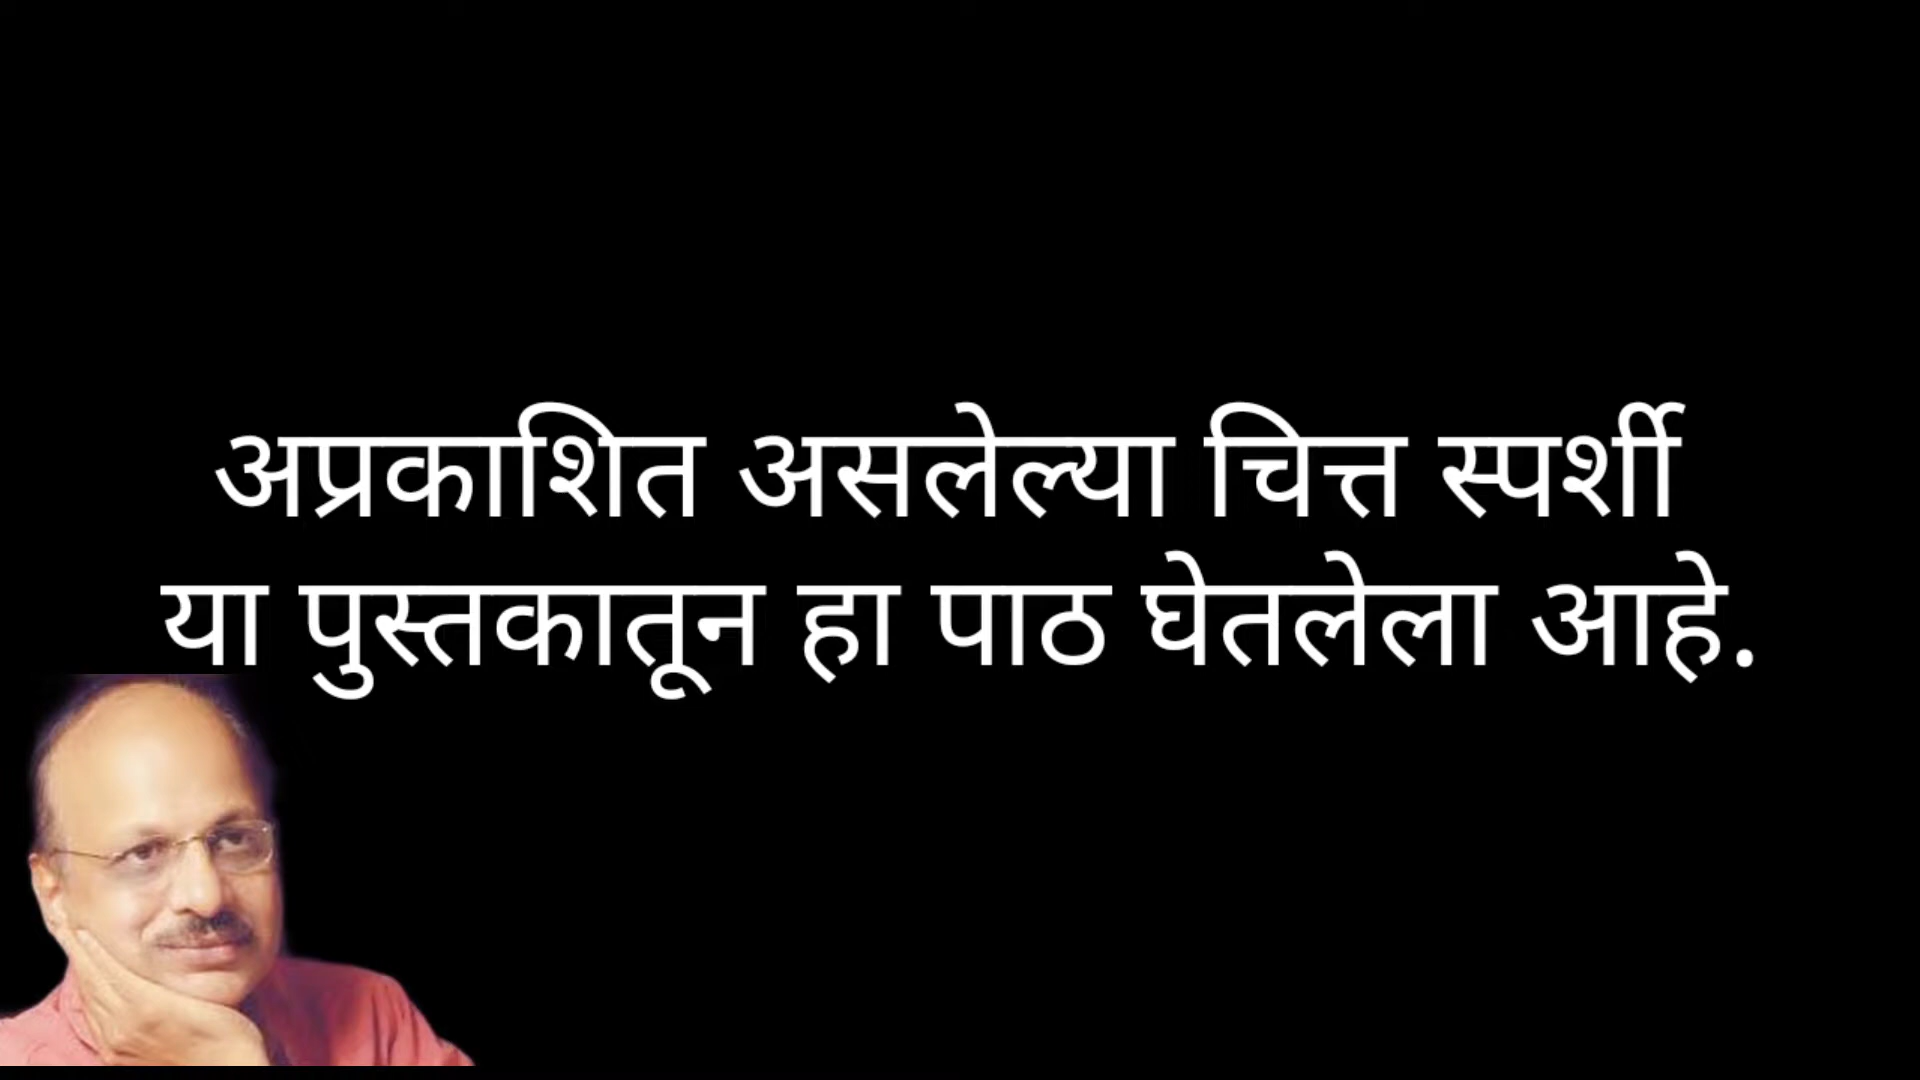 अप्रकाशित असलेल्या चित्त स्पर्शी
या पुस्तकातून हा पाठ घेतलेला आहे.